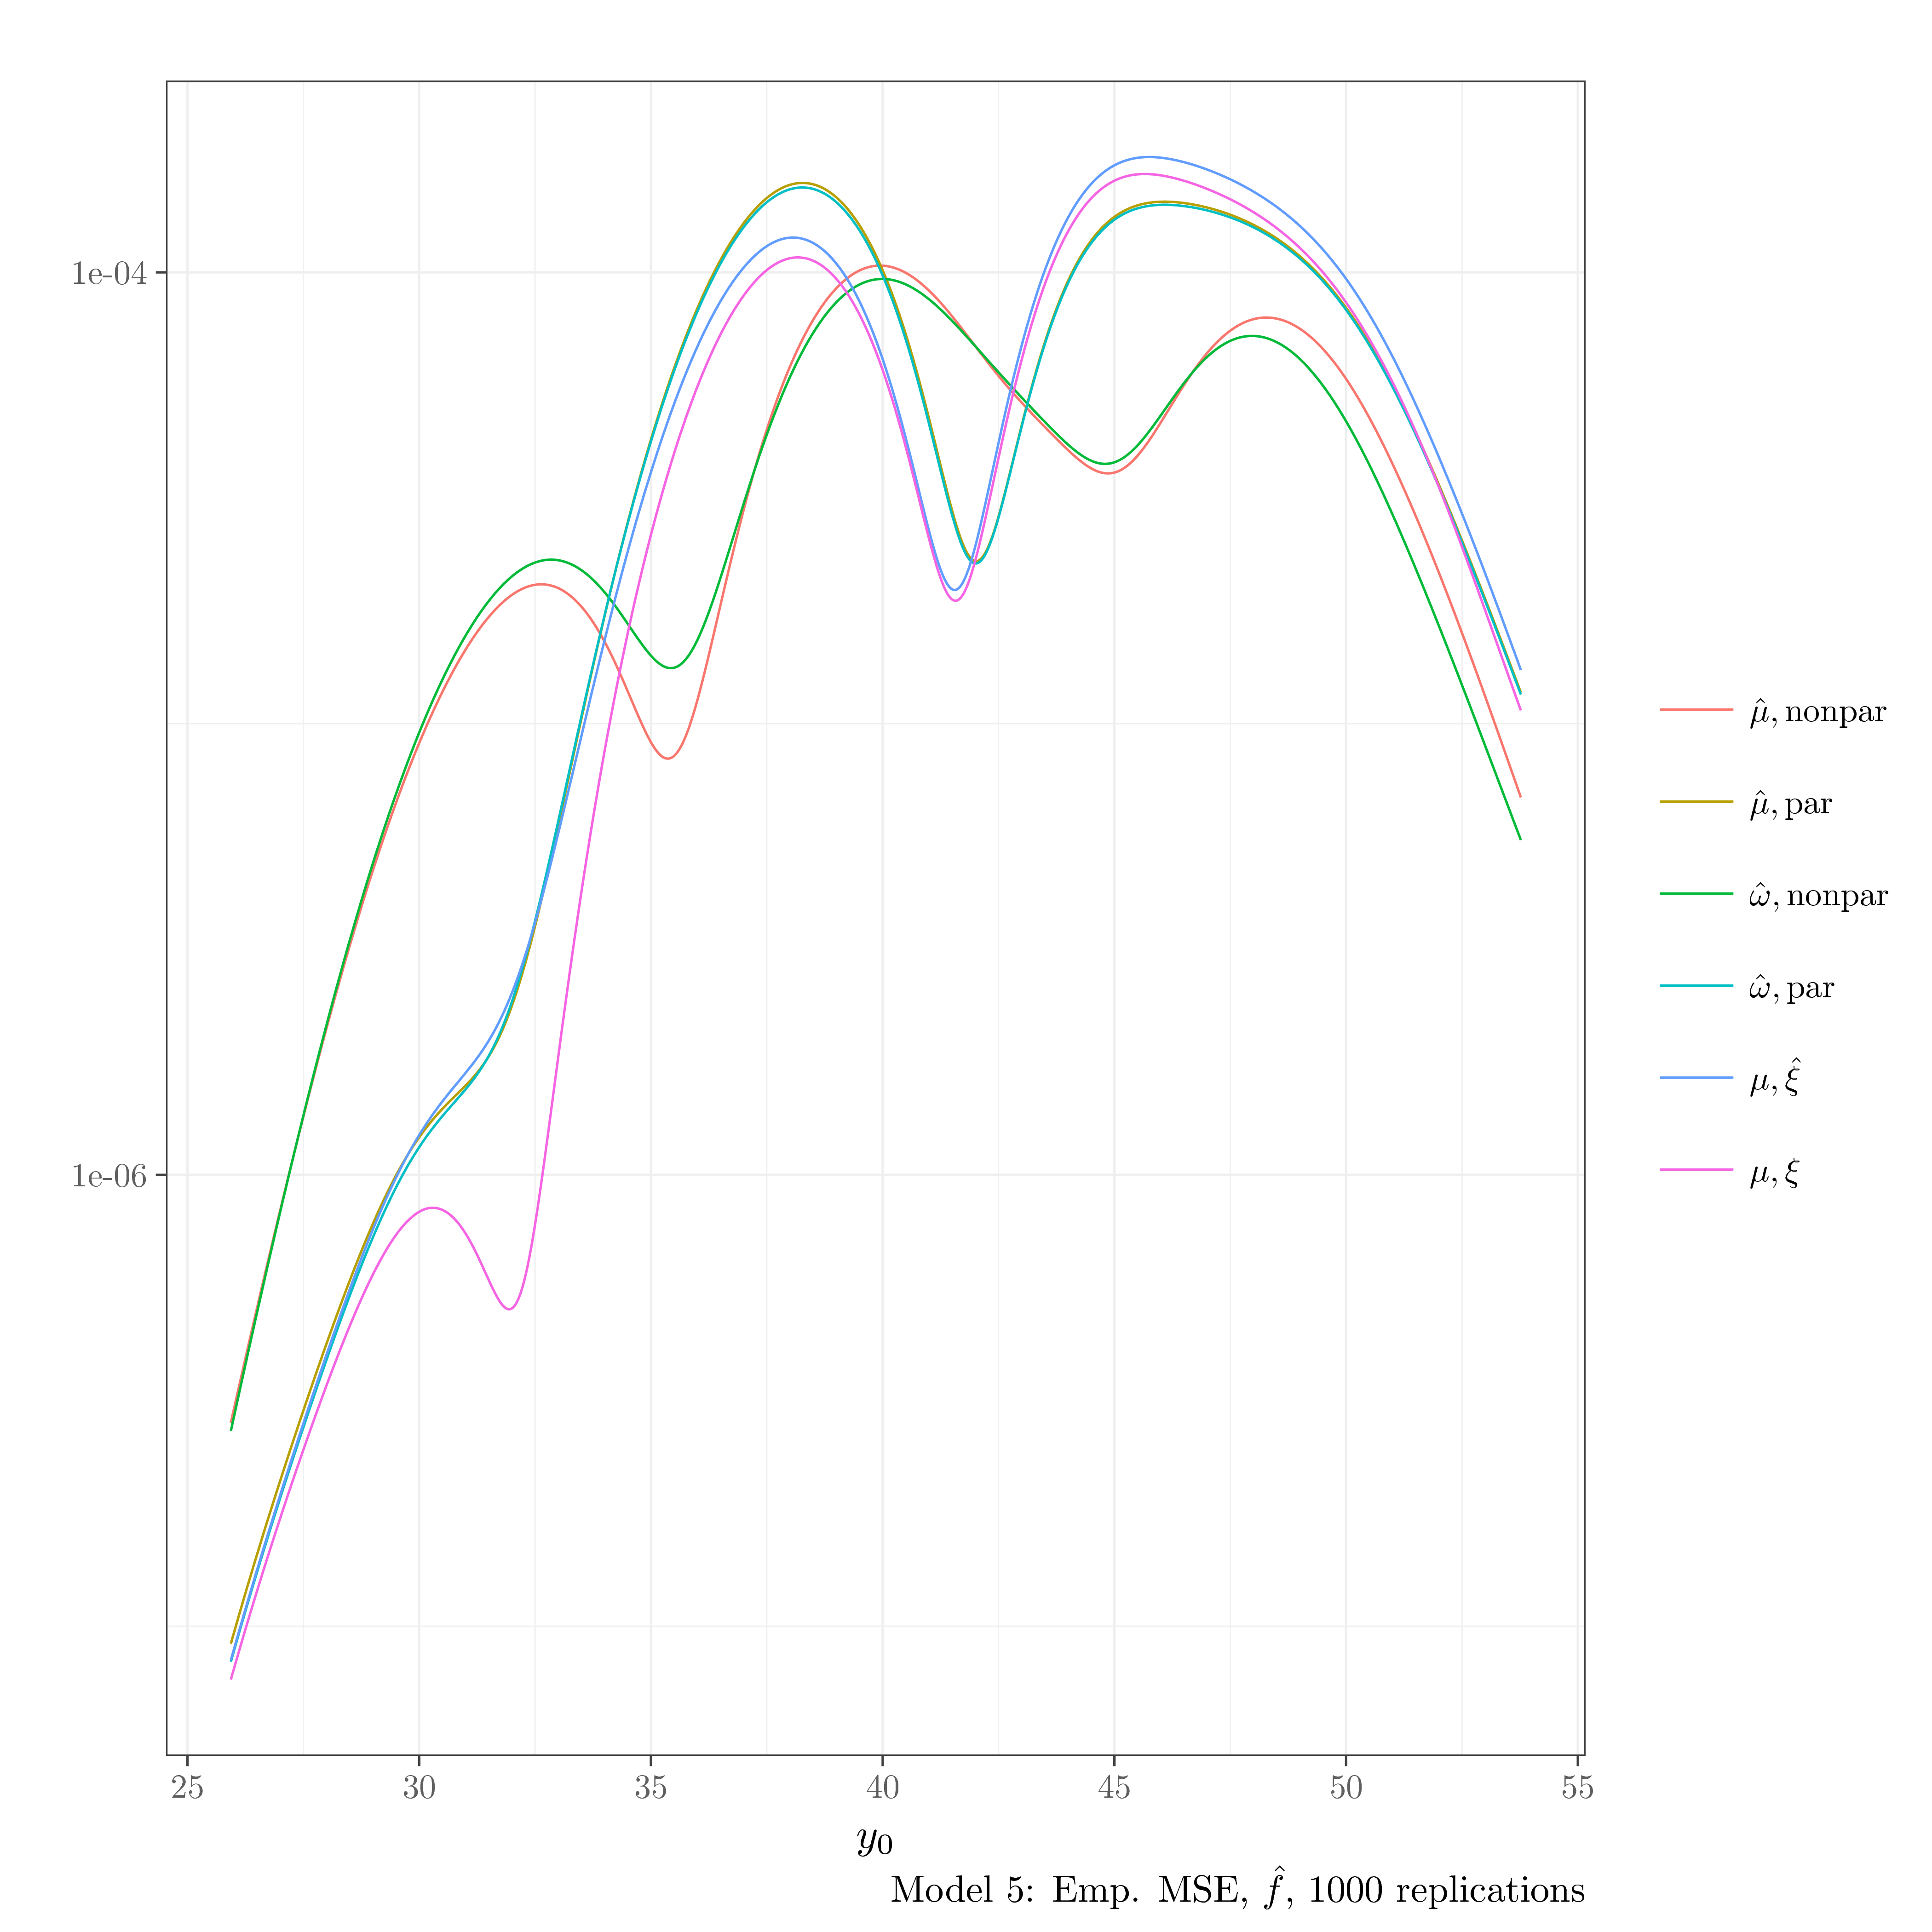 1e-04
1e-06
25 30 35 40 45 50 55
y₀
Model 5: Emp. MSE, f̂, 1000 replications
μ̂, nonpar
μ̂, par
ω̂, nonpar
ω̂, par
μ, ξ̂
μ, ξ